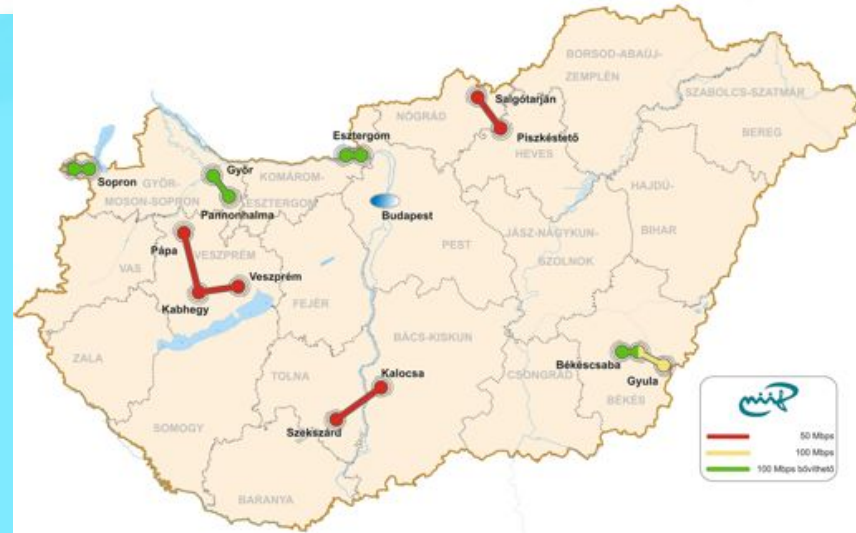 BORSOD-ABAÚJ-
ZEMPLÉN
SZABOLCS-SZATMÁR
BEREG
Salgótarján
NÓGRÁD
Piszkéstető
HEVES
Esztergom
Sopron
GYŐR-
MOSON-SOPRON
Győr
KOMÁROM-
ESZTERGOM
Pannonhalma
Budapest
HAJDÚ-
BIHAR
PEST
JÁSZ-NAGYKUN-
SZOLNOK
Pápa
VESZPRÉM
VAS
Veszprém
Kabhegy
FEJÉR
ZALA
BÁCS-KISKUN
Kalocsa
TOLNA
Szekszárd
SOMOGY
BARANYA
CSONGRÁD
Békéscsaba
Gyula
BÉKÉS
niif
50 Mbps
100 Mbps
100 Mbps bővíthető